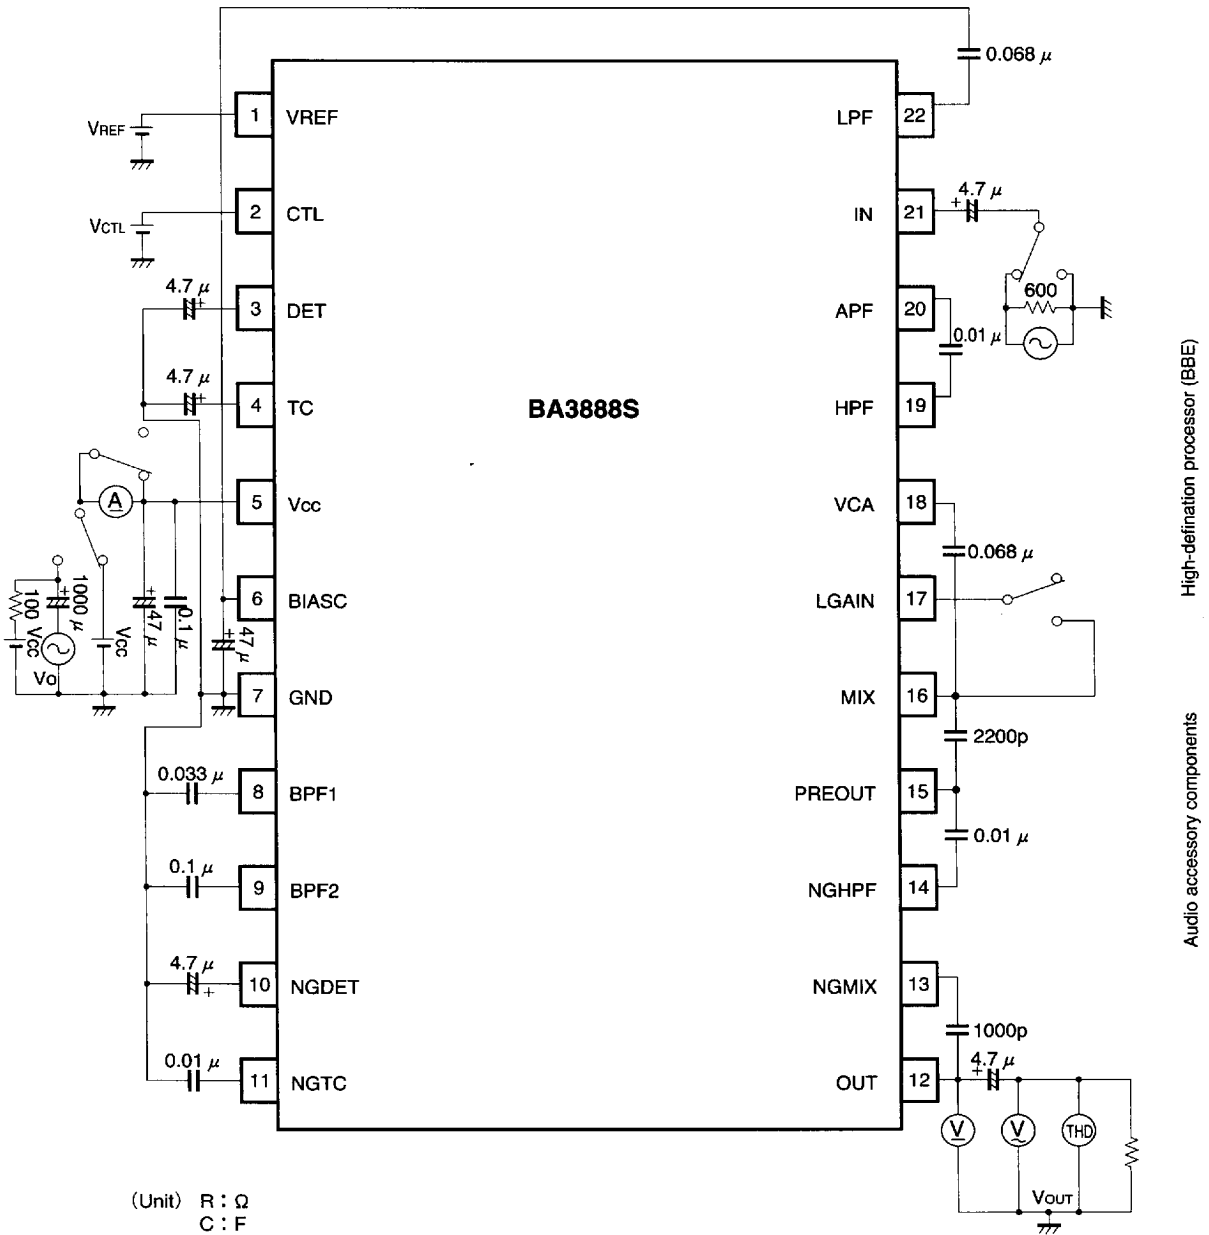 0.068 μ
1 VREF
LPF 22
VREF
2 CTL
IN 21
4.7 μ
+
VCTL
4.7 μ
+
3 DET
APF 20
600
0.01 μ
4.7 μ
+
4 TC
BA3888S
HPF 19
A
5 Vcc
VCA 18
0.068 μ
6 BIASC
LGAIN 17
100
Vcc
+
1000 μ
Vo
Vcc
+
47 μ
0.1 μ
+
47 μ
7 GND
MIX 16
2200p
0.033 μ
8 BPF1
PREOUT 15
0.01 μ
0.1 μ
9 BPF2
NGHPF 14
4.7 μ
+
10 NGDET
NGMIX 13
1000p
0.01 μ
11 NGTC
OUT 12
4.7 μ
+
V
V
THD
VOUT
(Unit) R : Ω
C : F
High-defination processor (BBE)
Audio accessory components